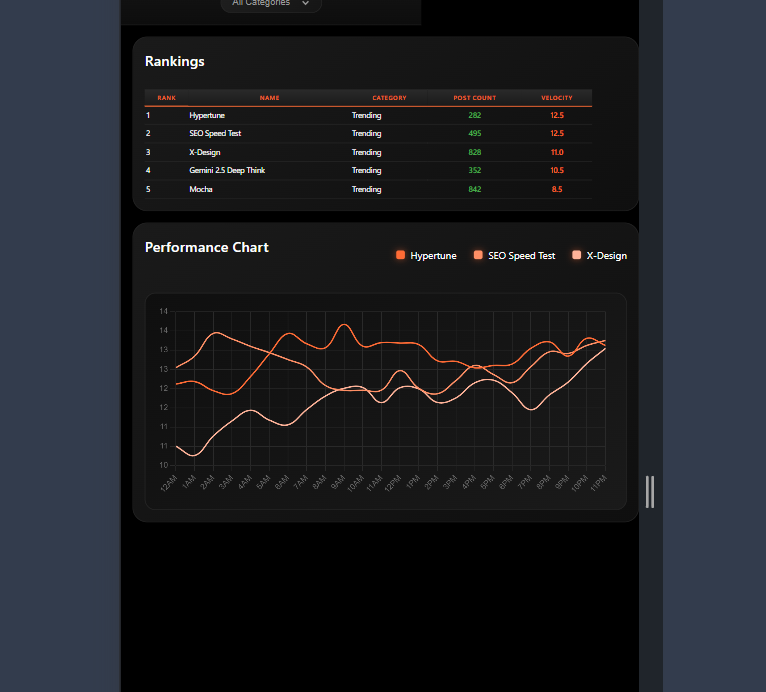 All Categories
Rankings
RANK NAME CATEGORY POST COUNT VELOCITY
1 Hypertune Trending 282 12.5
2 SEO Speed Test Trending 495 12.5
3 X-Design Trending 828 11.0
4 Gemini 2.5 Deep Think Trending 352 10.5
5 Mocha Trending 842 8.5
Performance Chart
Hypertune SEO Speed Test X-Design
14
14
13
13
12
12
11
11
10
12AM 1AM 2AM 3AM 4AM 5AM 6AM 7AM 8AM 9AM 10AM 11AM 12PM 1PM 2PM 3PM 4PM 5PM 6PM 7PM 8PM 9PM 10PM 11PM